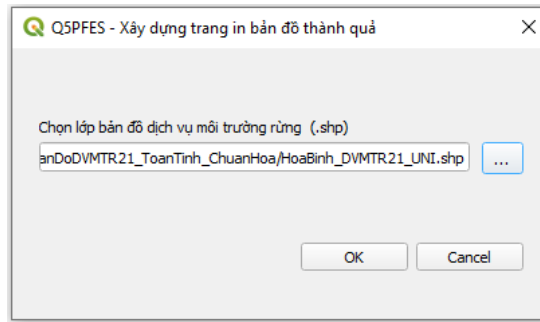 Q5PFES - Xây dựng trang in bản đồ thành quả
Chọn lớp bản đồ dịch vụ môi trường rừng (.shp)
anDoDVMTR21_ToanTinh_ChuanHoa/HoaBinh_DVMTR21_UNI.shp
...
OK Cancel